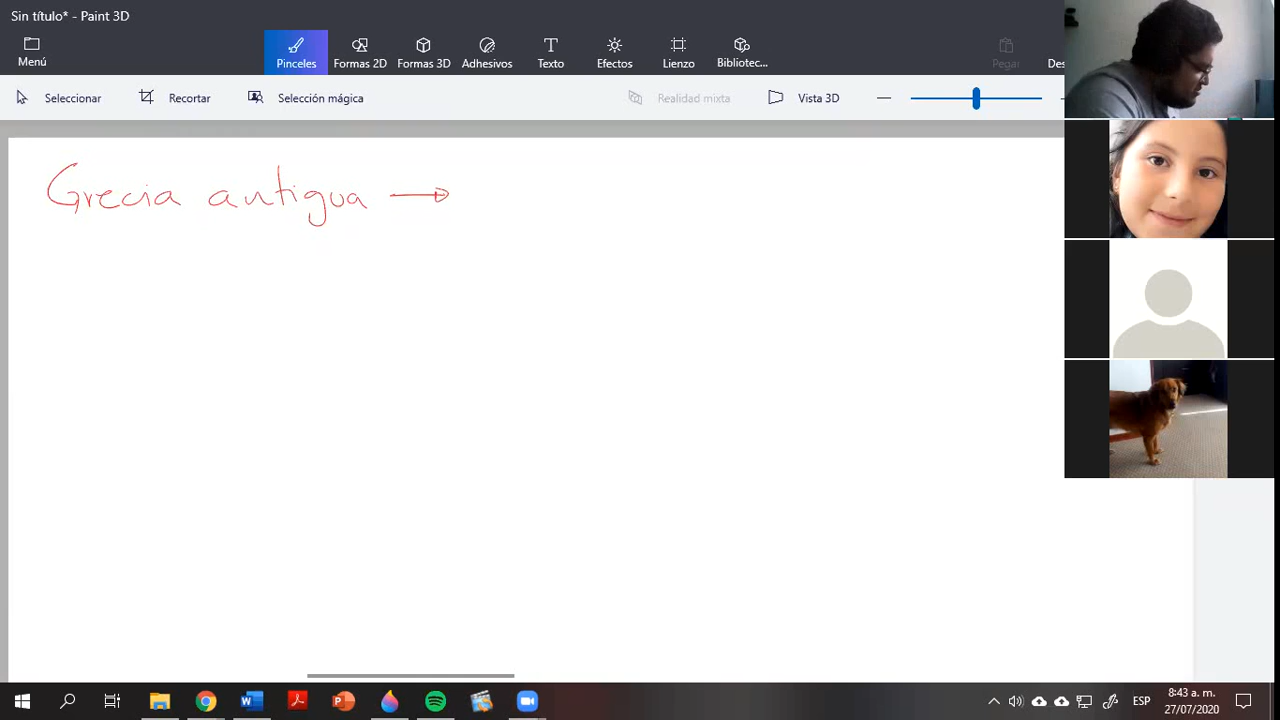 Sin título* - Paint 3D
Menú
Pinceles
Formas 2D
Formas 3D
Adhesivos
Texto
Efectos
Lienzo
Bibliotec...
Pegar
Des
Seleccionar
Recortar
Selección mágica
Realidad mixta
Vista 3D
Grecia antigua →
ESP
8:43 a. m.
27/07/2020